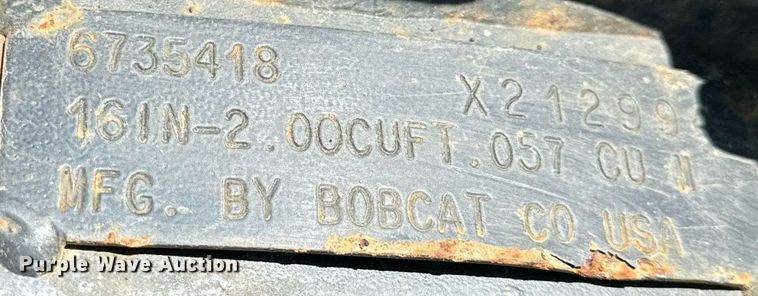 6735418
X21299
16IN-2.00CUFT.057 CU M
MFG. BY BOBCAT CO USA
Purple Wave Auction